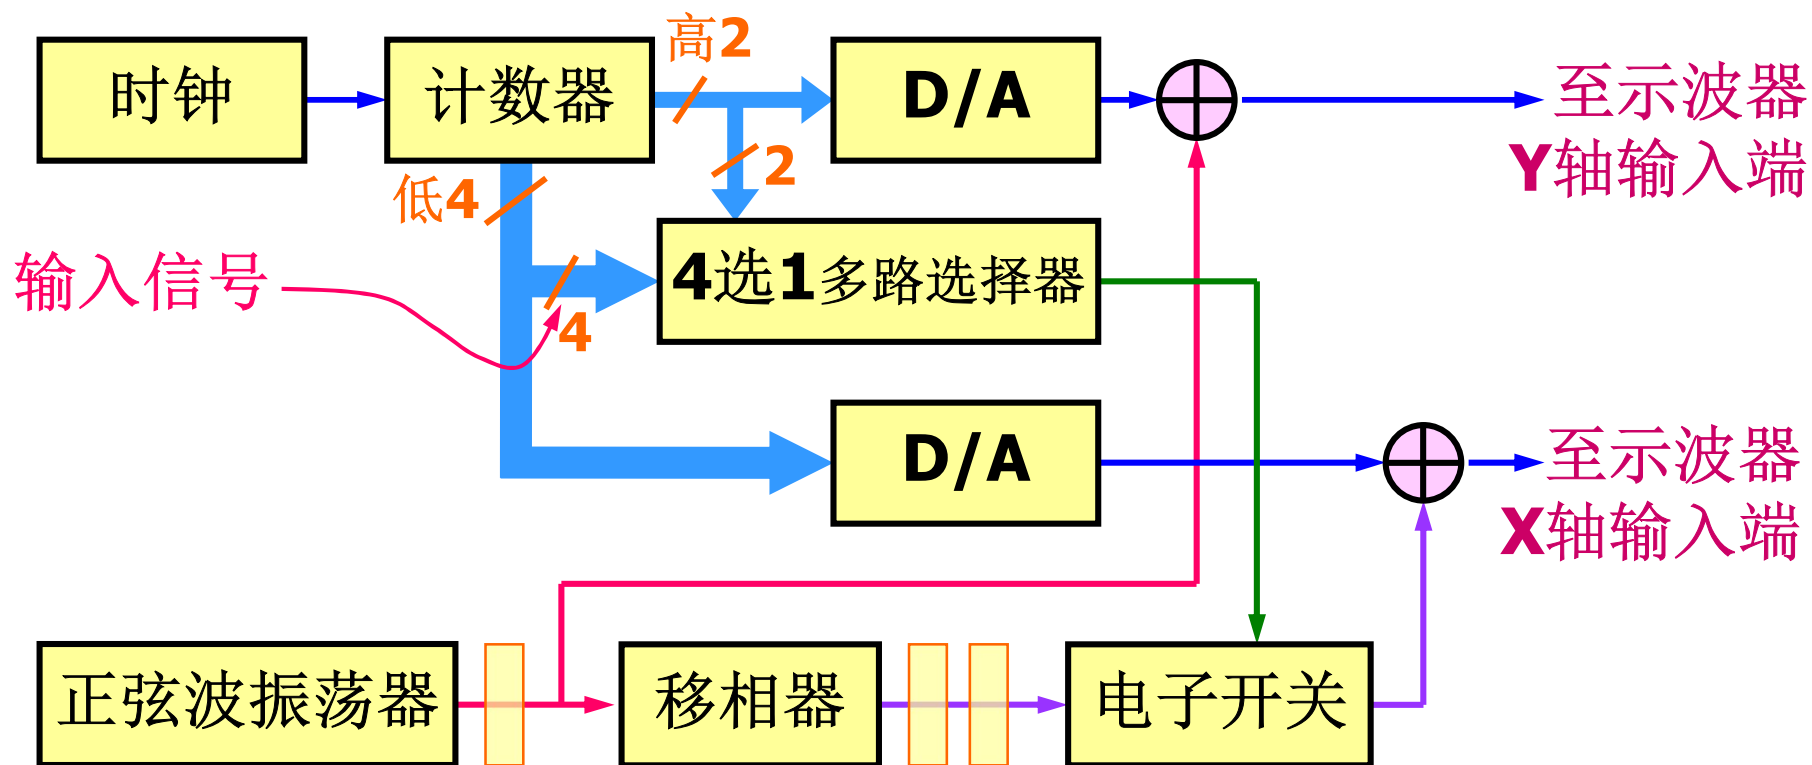 时钟
计数器
高2
D/A
至示波器
Y轴输入端
2
低4
输入信号
4选1多路选择器
4
D/A
至示波器
X轴输入端
正弦波振荡器
移相器
电子开关